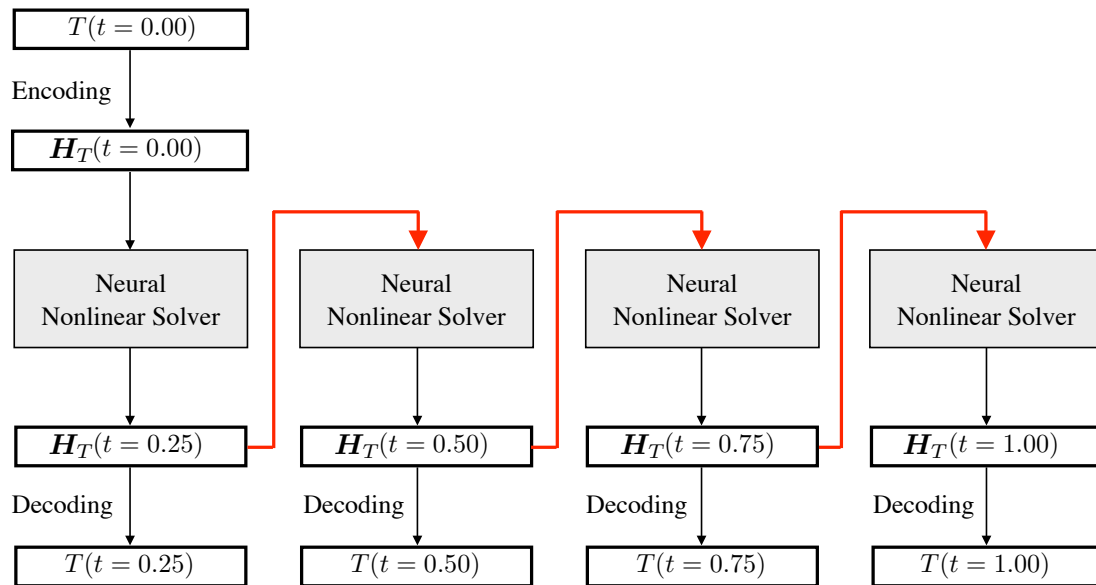 T(t = 0.00)
Encoding
H_T(t = 0.00)
Neural
Nonlinear Solver
Neural
Nonlinear Solver
Neural
Nonlinear Solver
Neural
Nonlinear Solver
H_T(t = 0.25)
H_T(t = 0.50)
H_T(t = 0.75)
H_T(t = 1.00)
Decoding
Decoding
Decoding
Decoding
T(t = 0.25)
T(t = 0.50)
T(t = 0.75)
T(t = 1.00)